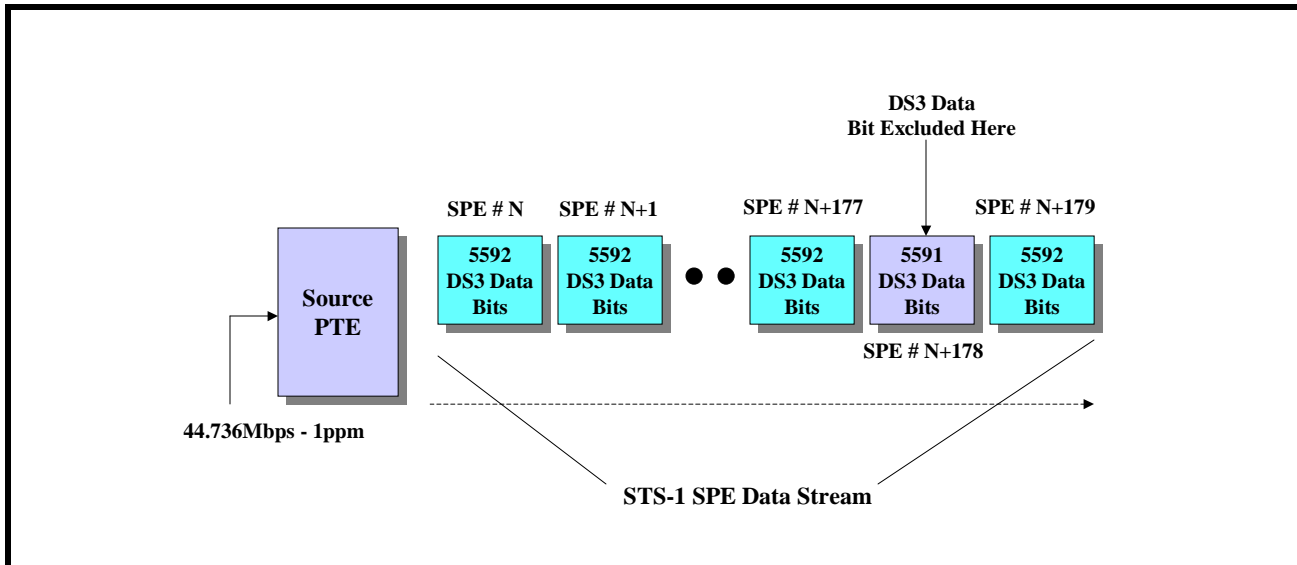 DS3 Data
Bit Excluded Here
SPE # N
SPE # N+1
SPE # N+177
SPE # N+179
Source
PTE
5592
DS3 Data
Bits
5592
DS3 Data
Bits
5592
DS3 Data
Bits
5591
DS3 Data
Bits
5592
DS3 Data
Bits
SPE # N+178
44.736Mbps - 1ppm
STS-1 SPE Data Stream